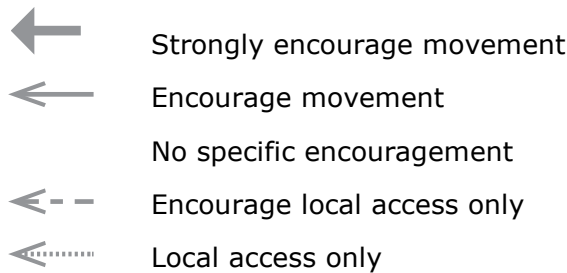 Strongly encourage movement
Encourage movement
No specific encouragement
Encourage local access only
Local access only